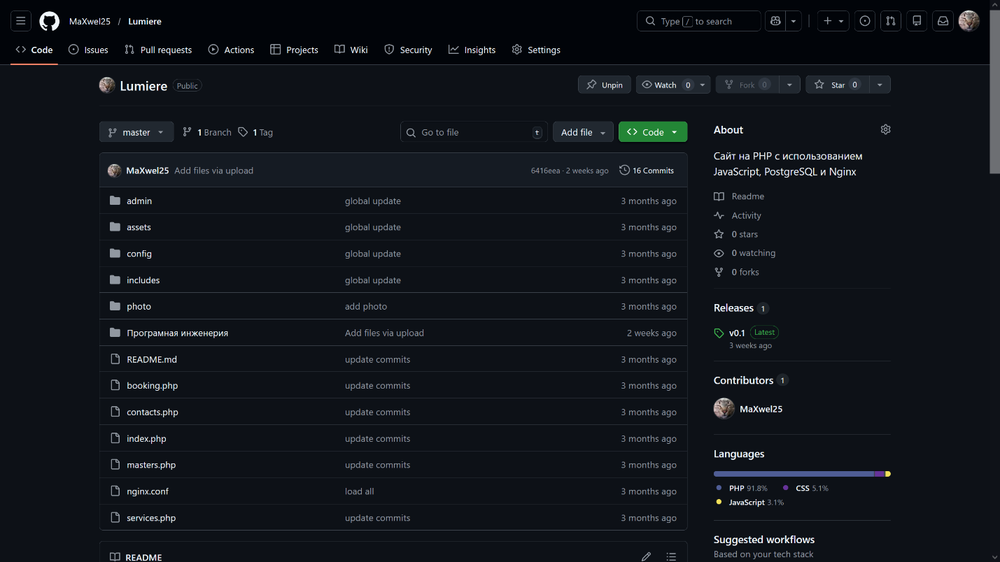 MaXwel25 / Lumiere
Type / to search
Code Issues Pull requests Actions Projects Wiki Security Insights Settings
Lumiere Public
Unpin Watch 0 Fork 0 Star 0
master 1 Branch 1 Tag
Go to file t
Add file Code
MaXwel25 Add files via upload 6416eea · 2 weeks ago 16 Commits
admin global update 3 months ago
assets global update 3 months ago
config global update 3 months ago
includes global update 3 months ago
photo add photo 3 months ago
Програмная инженерия Add files via upload 2 weeks ago
README.md update commits 3 months ago
booking.php update commits 3 months ago
contacts.php update commits 3 months ago
index.php update commits 3 months ago
masters.php update commits 3 months ago
nginx.conf load all 3 months ago
services.php update commits 3 months ago
README
About
Сайт на PHP с использованием
JavaScript, PostgreSQL и Nginx
Readme
Activity
0 stars
0 watching
0 forks
Releases 1
v0.1 Latest
3 weeks ago
Contributors 1
MaXwel25
Languages
PHP 91.8% CSS 5.1%
JavaScript 3.1%
Suggested workflows
Based on your tech stack